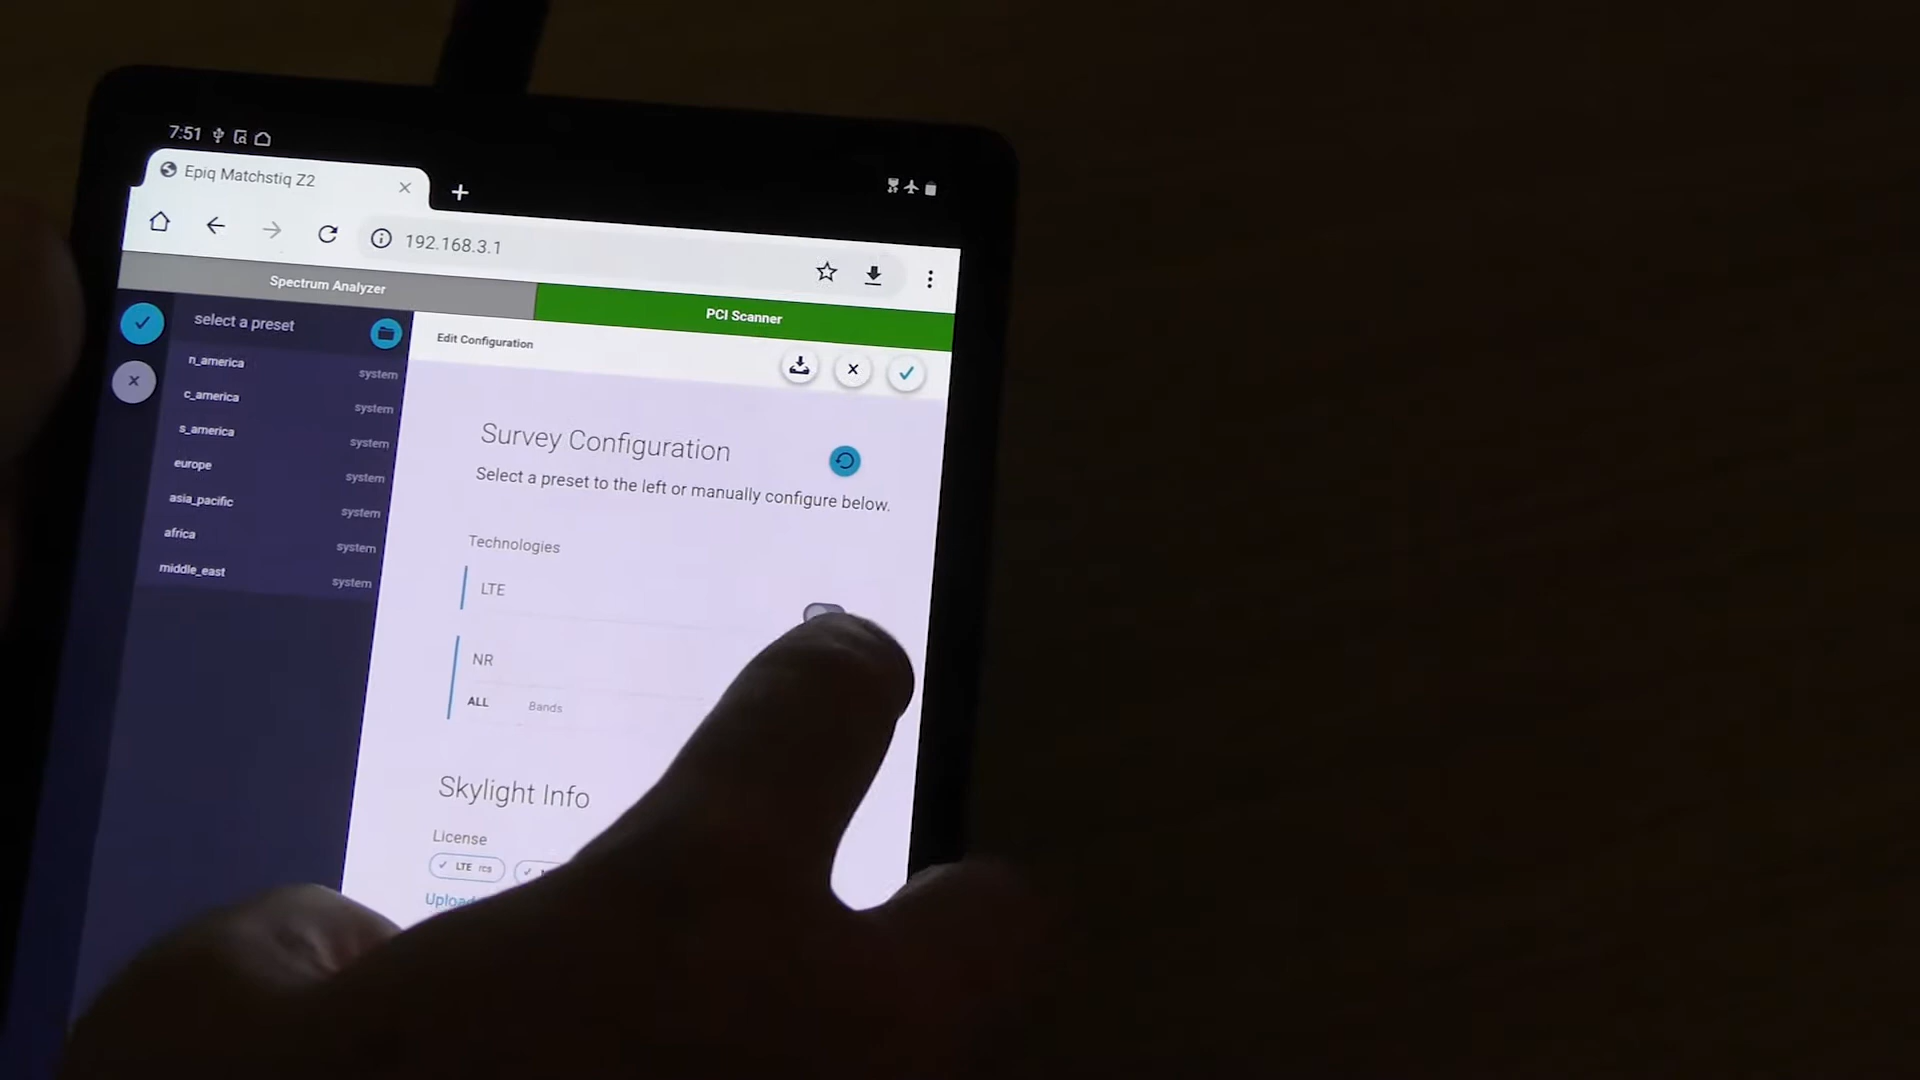 7:51
Epiq Matchstiq Z2
192.168.3.1
Spectrum Analyzer
PCI Scanner
select a preset
n_america system
c_america system
s_america system
europe system
asia_pacific system
africa system
middle_east system
Edit Configuration
Survey Configuration
Select a preset to the left or manually configure below.
Technologies
LTE
NR
ALL Bands
Skylight Info
License
LTE /cs
Upload